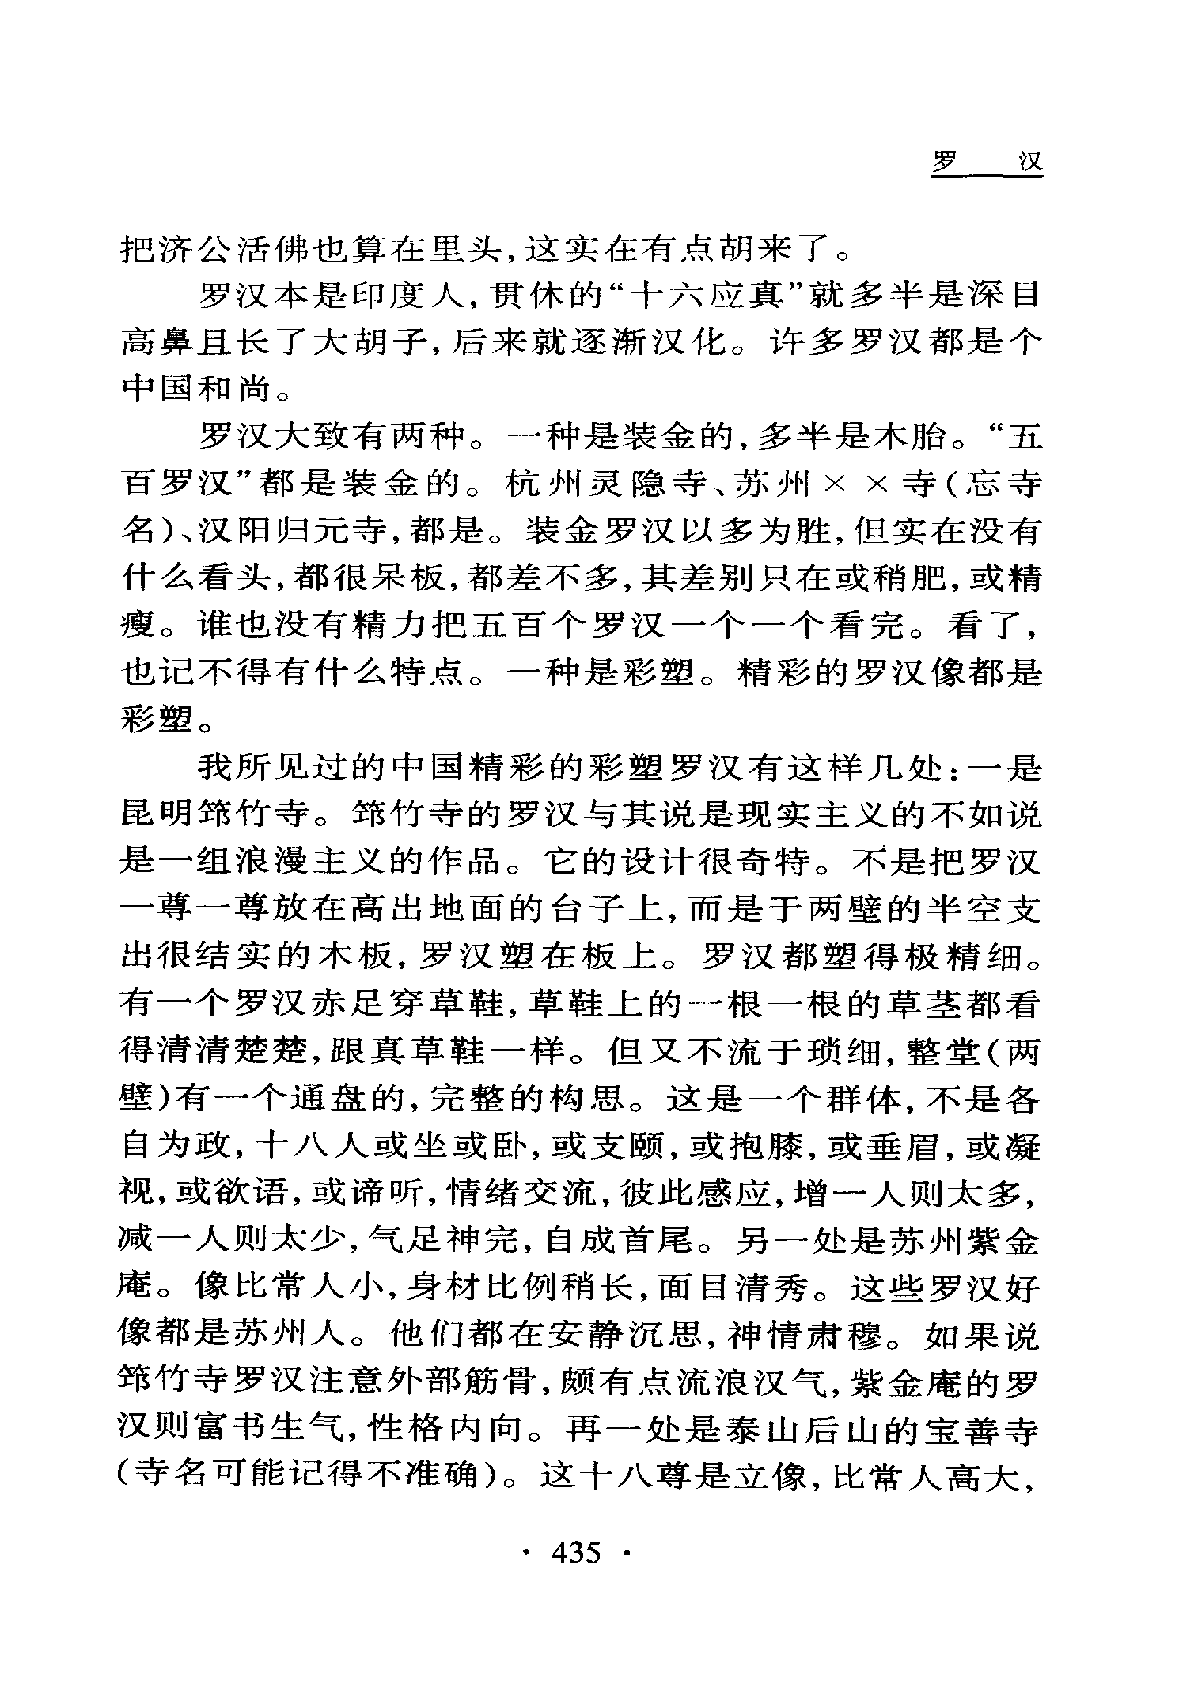 罗 汉
把济公活佛也算在里头,这实在有点胡来了。
罗汉本是印度人,贯休的“十六应真”就多半是深目
高鼻且长了大胡子,后来就逐渐汉化。许多罗汉都是个
中国和尚。
罗汉大致有两种。一种是装金的,多半是木胎。“五
百罗汉”都是装金的。杭州灵隐寺、苏州××寺(忘寺
名)、汉阳归元寺,都是。装金罗汉以多为胜,但实在没有
什么看头,都很呆板,都差不多,其差别只在或稍肥,或精
瘦。谁也没有精力把五百个罗汉一个一个看完。看了,
也记不得有什么特点。一种是彩塑。精彩的罗汉像都是
彩塑。
我所见过的中国精彩的彩塑罗汉有这样几处:一是
昆明筇竹寺。筇竹寺的罗汉与其说是现实主义的不如说
是一组浪漫主义的作品。它的设计很奇特。不是把罗汉
一尊一尊放在高出地面的台子上,而是于两壁的半空支
出很结实的木板,罗汉塑在板上。罗汉都塑得极精细。
有一个罗汉赤足穿草鞋,草鞋上的一根一根的草茎都看
得清清楚楚,跟真草鞋一样。但又不流于琐细,整堂(两
壁)有一个通盘的,完整的构思。这是一个群体,不是各
自为政,十八人或坐或卧,或支颐,或抱膝,或垂眉,或凝
视,或欲语,或谛听,情绪交流,彼此感应,增一人则太多,
减一人则太少,气足神完,自成首尾。另一处是苏州紫金
庵。像比常人小,身材比例稍长,面目清秀。这些罗汉好
像都是苏州人。他们都在安静沉思,神情肃穆。如果说
筇竹寺罗汉注意外部筋骨,颇有点流浪汉气,紫金庵的罗
汉则富书生气,性格内向。再一处是泰山后山的宝善寺
(寺名可能记得不准确)。这十八尊是立像,比常人高大,
· 435 ·